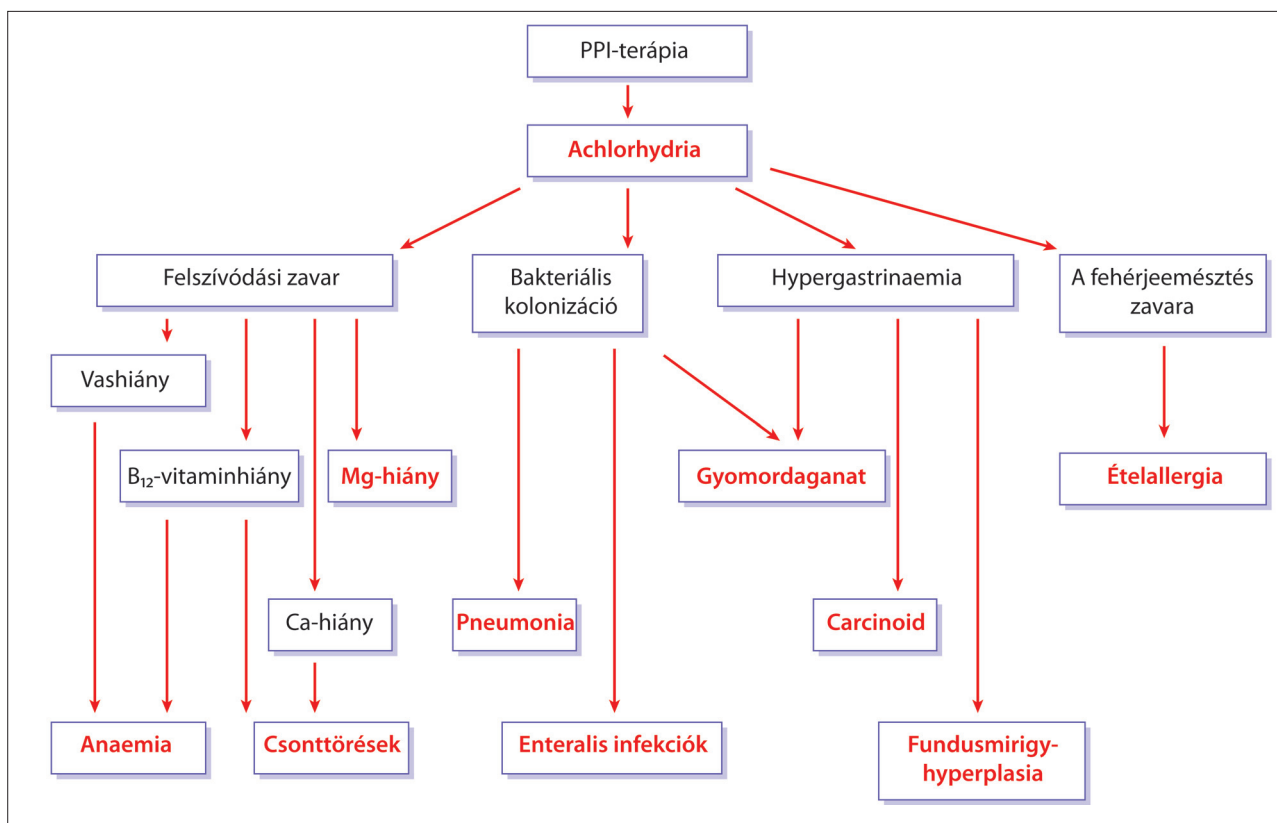 PPI-terápia
Achlorhydria
Felszívódási zavar
Bakteriális
kolonizáció
Hypergastrinaemia
A fehérjeemésztés
zavara
Vashiány
B₁₂-vitaminhiány
Mg-hiány
Gyomordaganat
Ételallergia
Ca-hiány
Pneumonia
Carcinoid
Anaemia
Csonttörések
Enteralis infekciók
Fundusmirigy-
hyperplasia